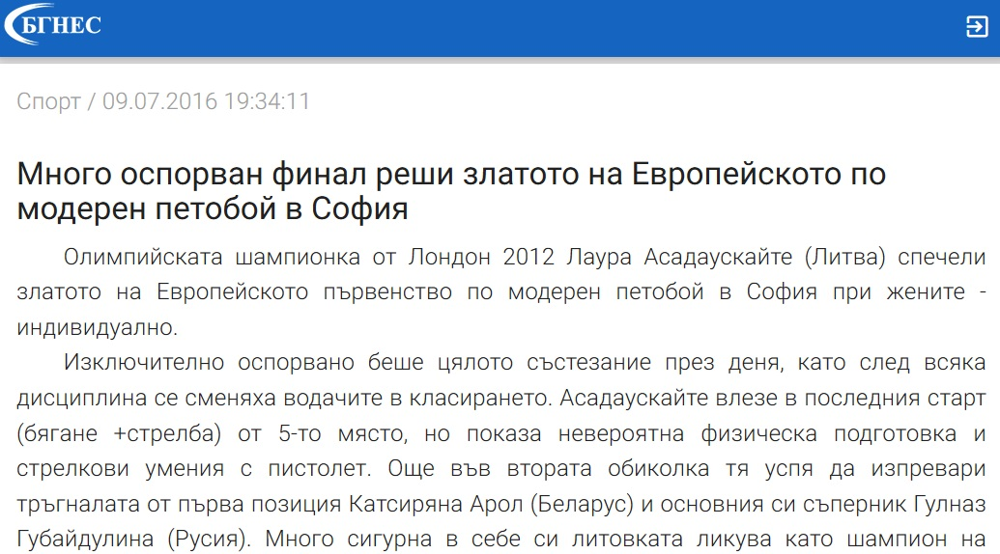 БГНЕС
Спорт / 09.07.2016 19:34:11
Много оспорван финал реши златото на Европейското по
модерен петобой в София
Олимпийската шампионка от Лондон 2012 Лаура Асадаускайте (Литва) спечели
златото на Европейското първенство по модерен петобой в София при жените -
индивидуално.
Изключително оспорвано беше цялото състезание през деня, като след всяка
дисциплина се сменяха водачите в класирането. Асадаускайте влезе в последния старт
(бягане +стрелба) от 5-то място, но показа невероятна физическа подготовка и
стрелкови умения с пистолет. Още във втората обиколка тя успя да изпревари
тръгналата от първа позиция Катсиряна Арол (Беларус) и основния си съперник Гулназ
Губайдулина (Русия). Много сигурна в себе си литовката ликува като шампион на